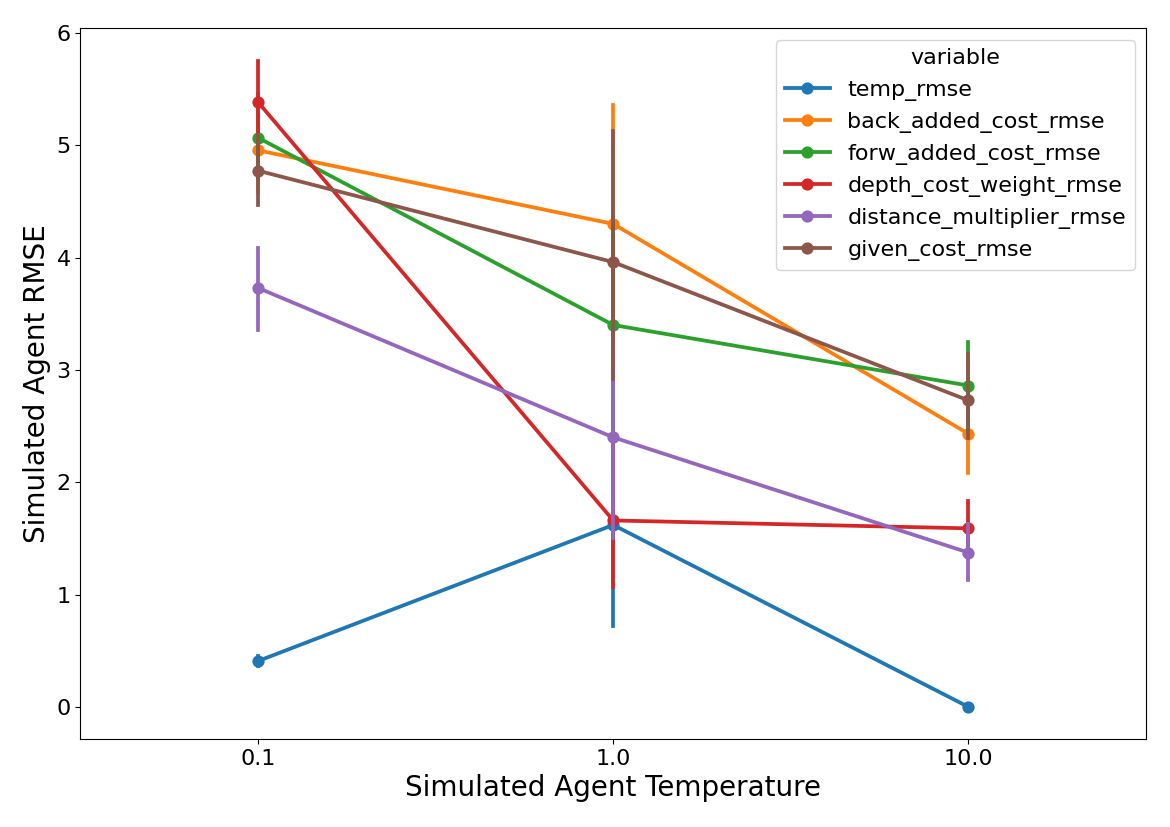 6
5
4
3
2
1
0
Simulated Agent RMSE
variable
temp_rmse
back_added_cost_rmse
forw_added_cost_rmse
depth_cost_weight_rmse
distance_multiplier_rmse
given_cost_rmse
0.1
1.0
10.0
Simulated Agent Temperature